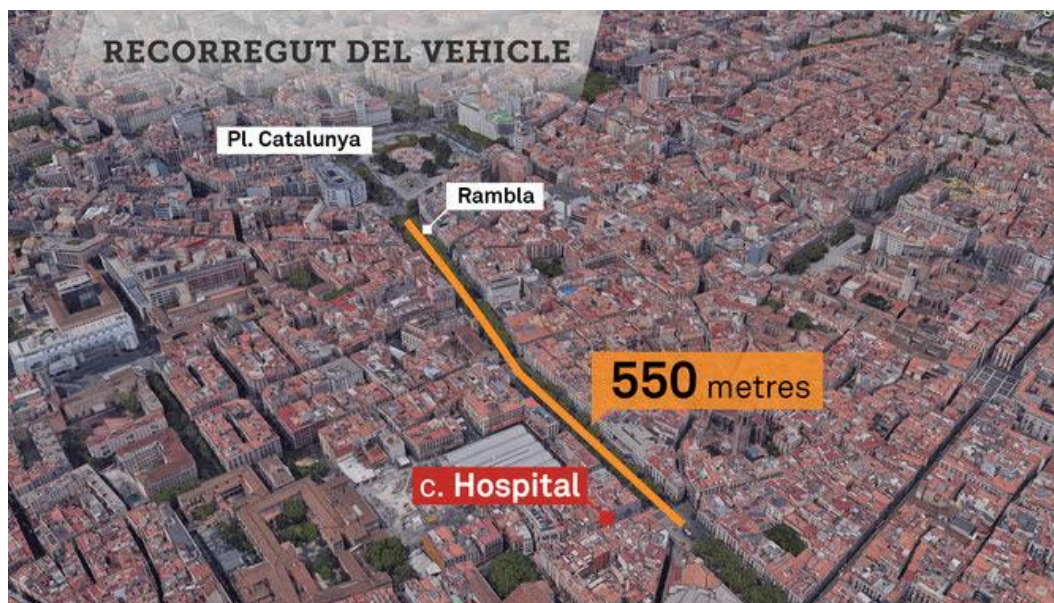 RECORREGUT DEL VEHICLE
Pl. Catalunya
Rambla
550 metres
c. Hospital